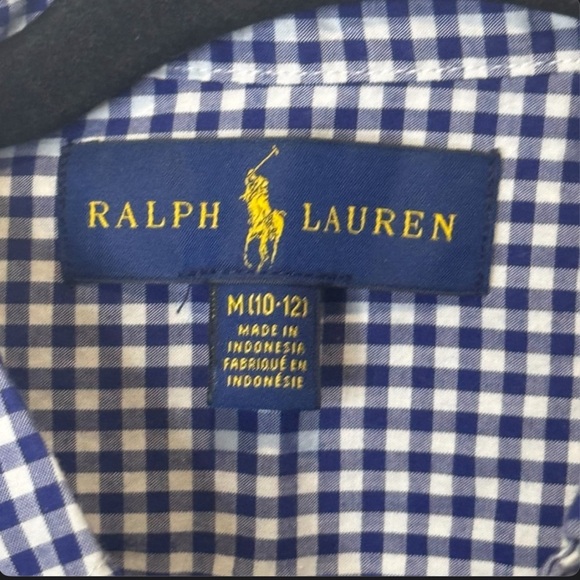 RALPH LAUREN
M(10-12)
MADE IN
INDONESIA
FABRIQUÉ EN
INDONÉSIE